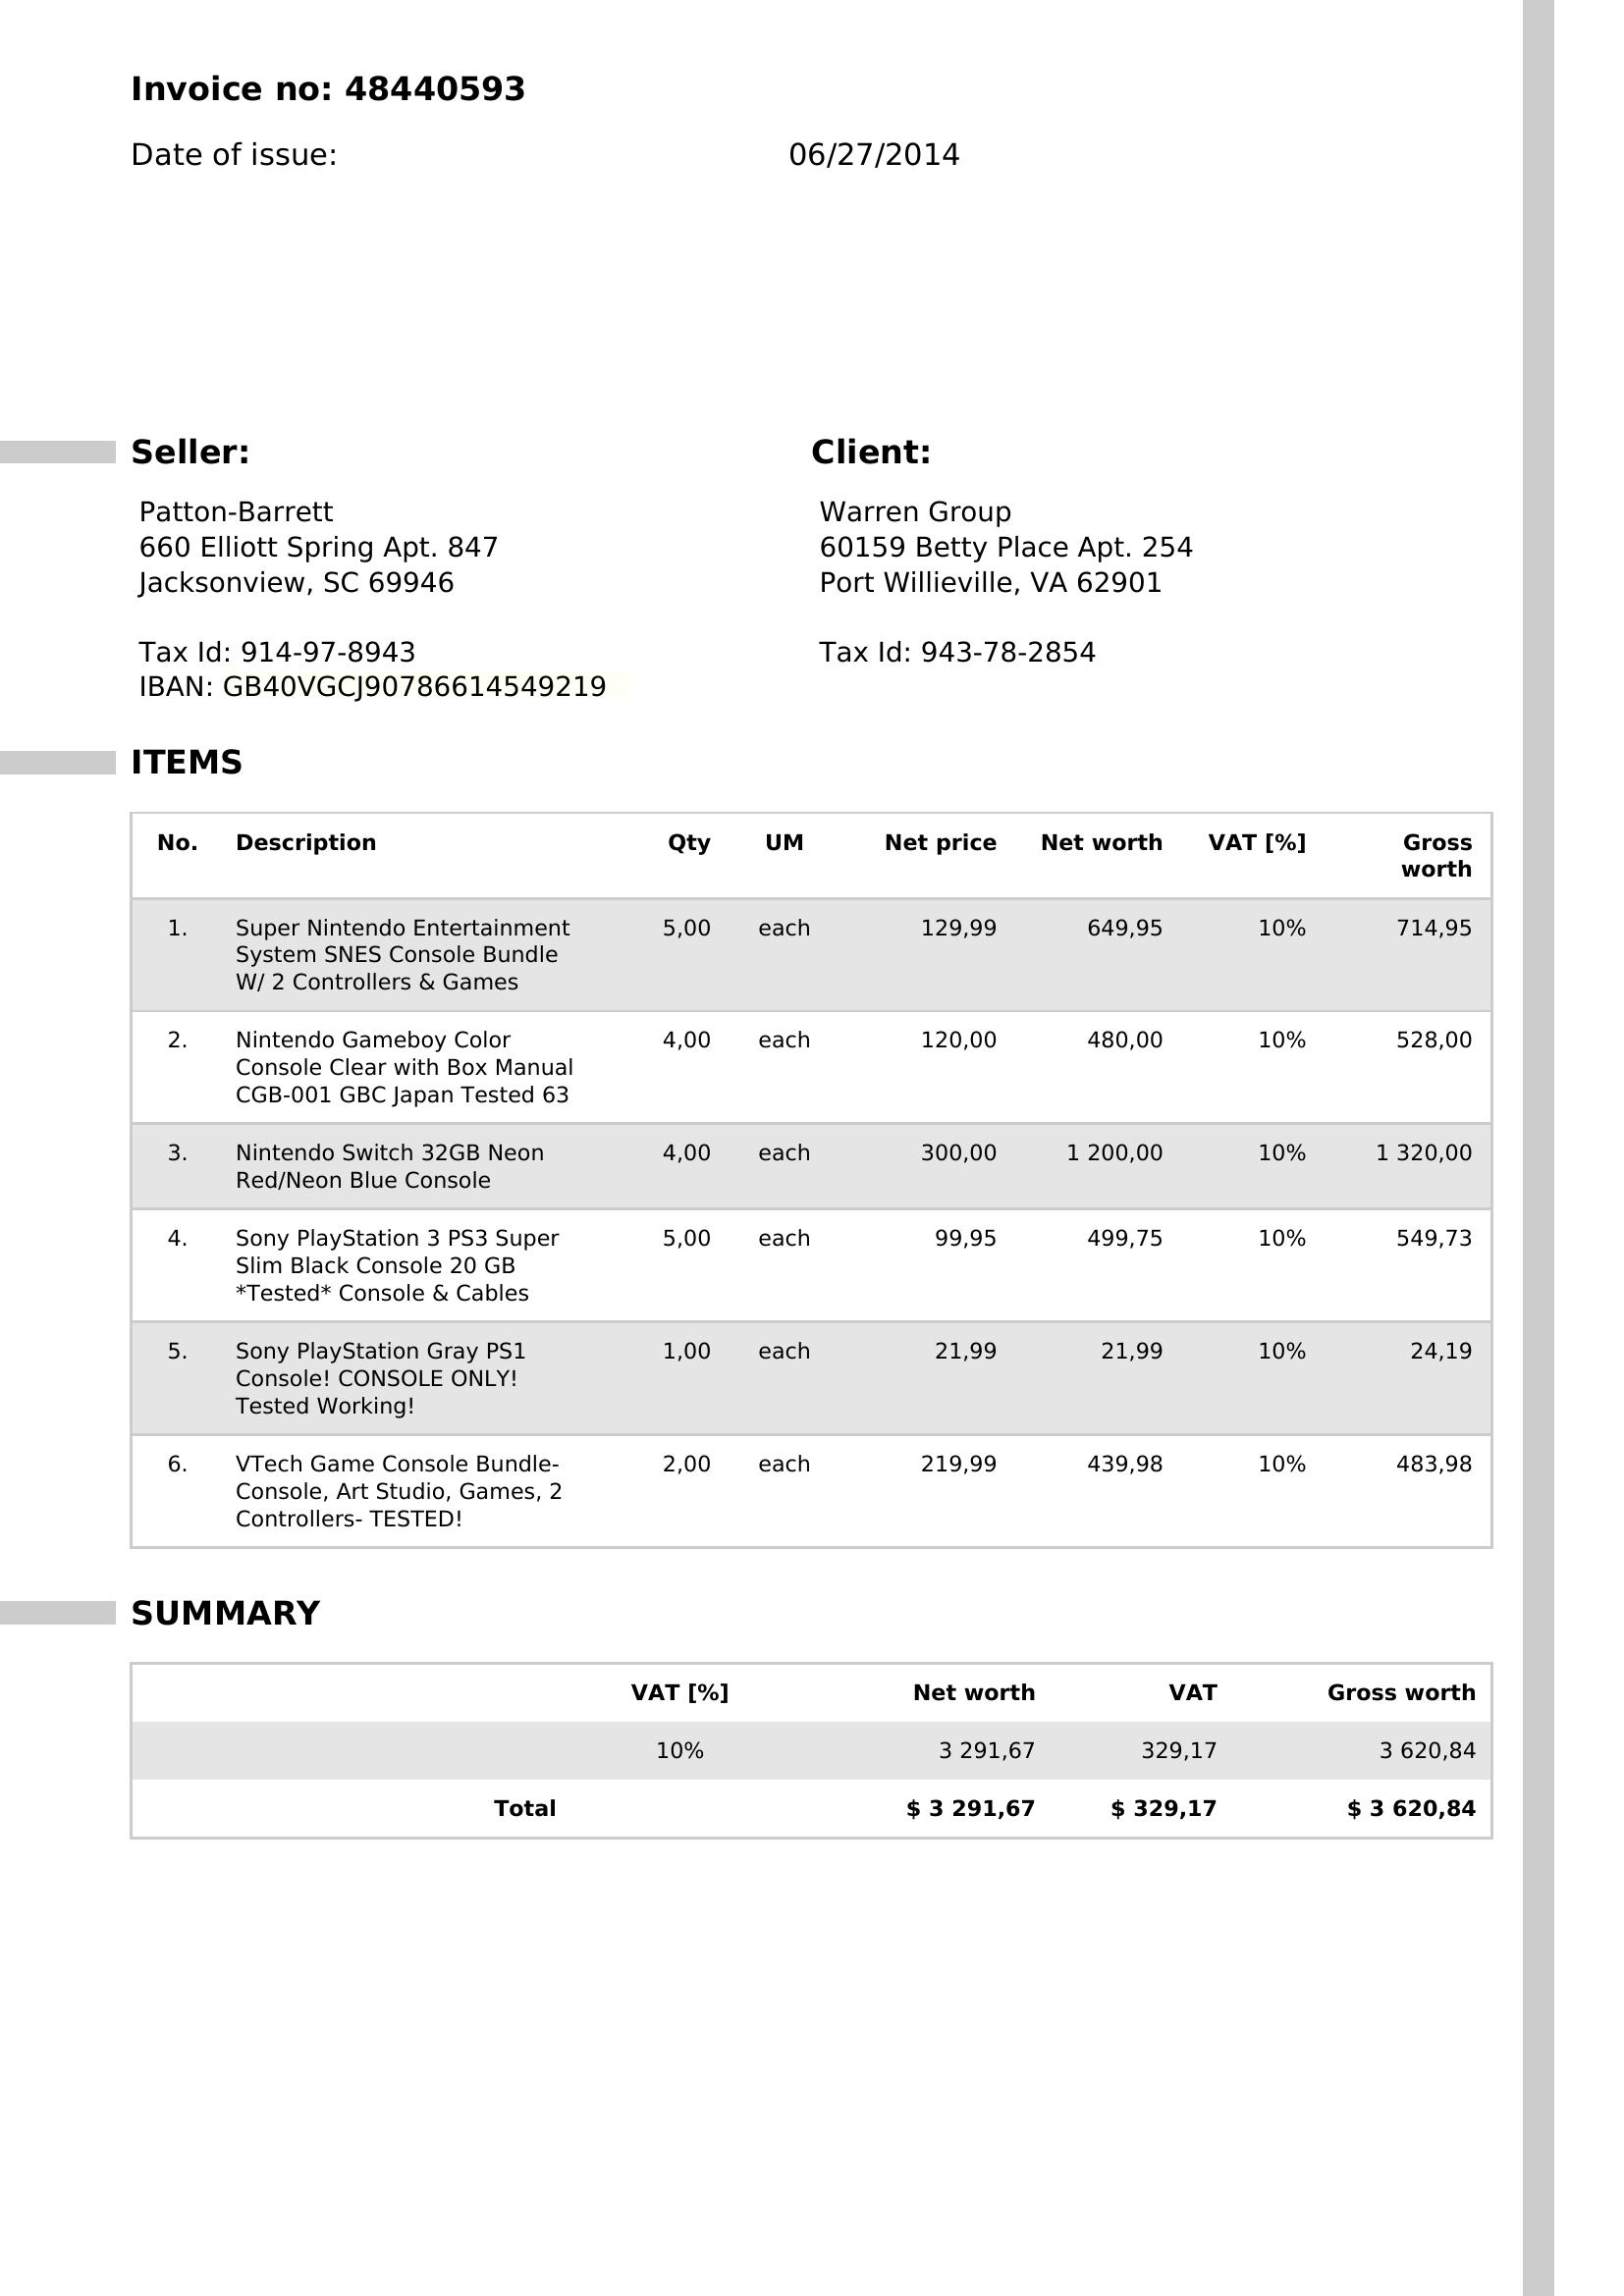 Invoice no: 48440593
Date of issue: 06/27/2014
Seller:
Patton-Barrett
660 Elliott Spring Apt. 847
Jacksonview, SC 69946
Tax Id: 914-97-8943
IBAN: GB40VGCJ90786614549219
Client:
Warren Group
60159 Betty Place Apt. 254
Port Willieville, VA 62901
Tax Id: 943-78-2854
ITEMS
No. Description Qty UM Net price Net worth VAT [%] Gross
worth
1. Super Nintendo Entertainment 5,00 each 129,99 649,95 10% 714,95
System SNES Console Bundle
W/ 2 Controllers & Games
2. Nintendo Gameboy Color 4,00 each 120,00 480,00 10% 528,00
Console Clear with Box Manual
CGB-001 GBC Japan Tested 63
3. Nintendo Switch 32GB Neon 4,00 each 300,00 1 200,00 10% 1 320,00
Red/Neon Blue Console
4. Sony PlayStation 3 PS3 Super 5,00 each 99,95 499,75 10% 549,73
Slim Black Console 20 GB
*Tested* Console & Cables
5. Sony PlayStation Gray PS1 1,00 each 21,99 21,99 10% 24,19
Console! CONSOLE ONLY!
Tested Working!
6. VTech Game Console Bundle- 2,00 each 219,99 439,98 10% 483,98
Console, Art Studio, Games, 2
Controllers- TESTED!
SUMMARY
VAT [%] Net worth VAT Gross worth
10% 3 291,67 329,17 3 620,84
Total $ 3 291,67 $ 329,17 $ 3 620,84